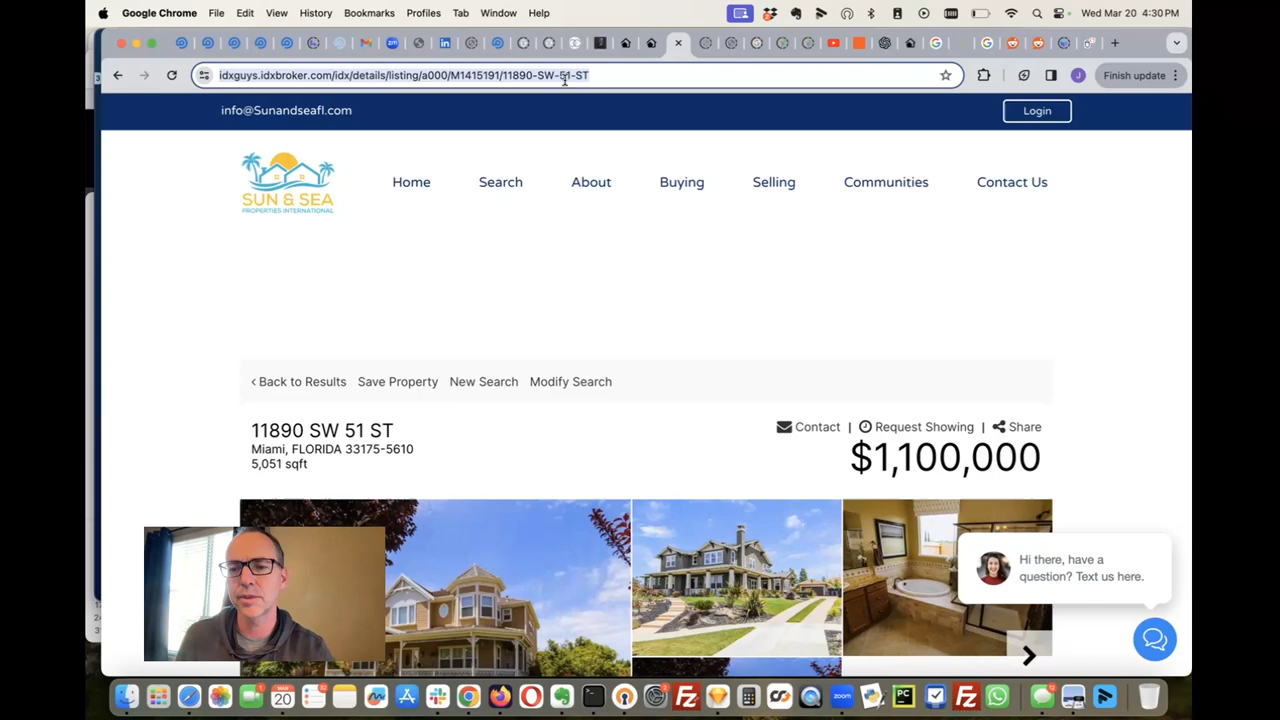 Google Chrome File Edit View History Bookmarks Profiles Tab Window Help Wed Mar 20 4:30 PM
idxguys.idxbroker.com/idx/details/listing/a000/M1415191/11890-SW-51-ST
Finish update
info@Sunandseafl.com
Login
SUN & SEA
PROPERTIES INTERNATIONAL
Home Search About Buying Selling Communities Contact Us
‹ Back to Results Save Property New Search Modify Search
11890 SW 51 ST
Miami, FLORIDA 33175-5610
5,051 sqft
Contact | Request Showing | Share
$1,100,000
Hi there, have a
question? Text us here.